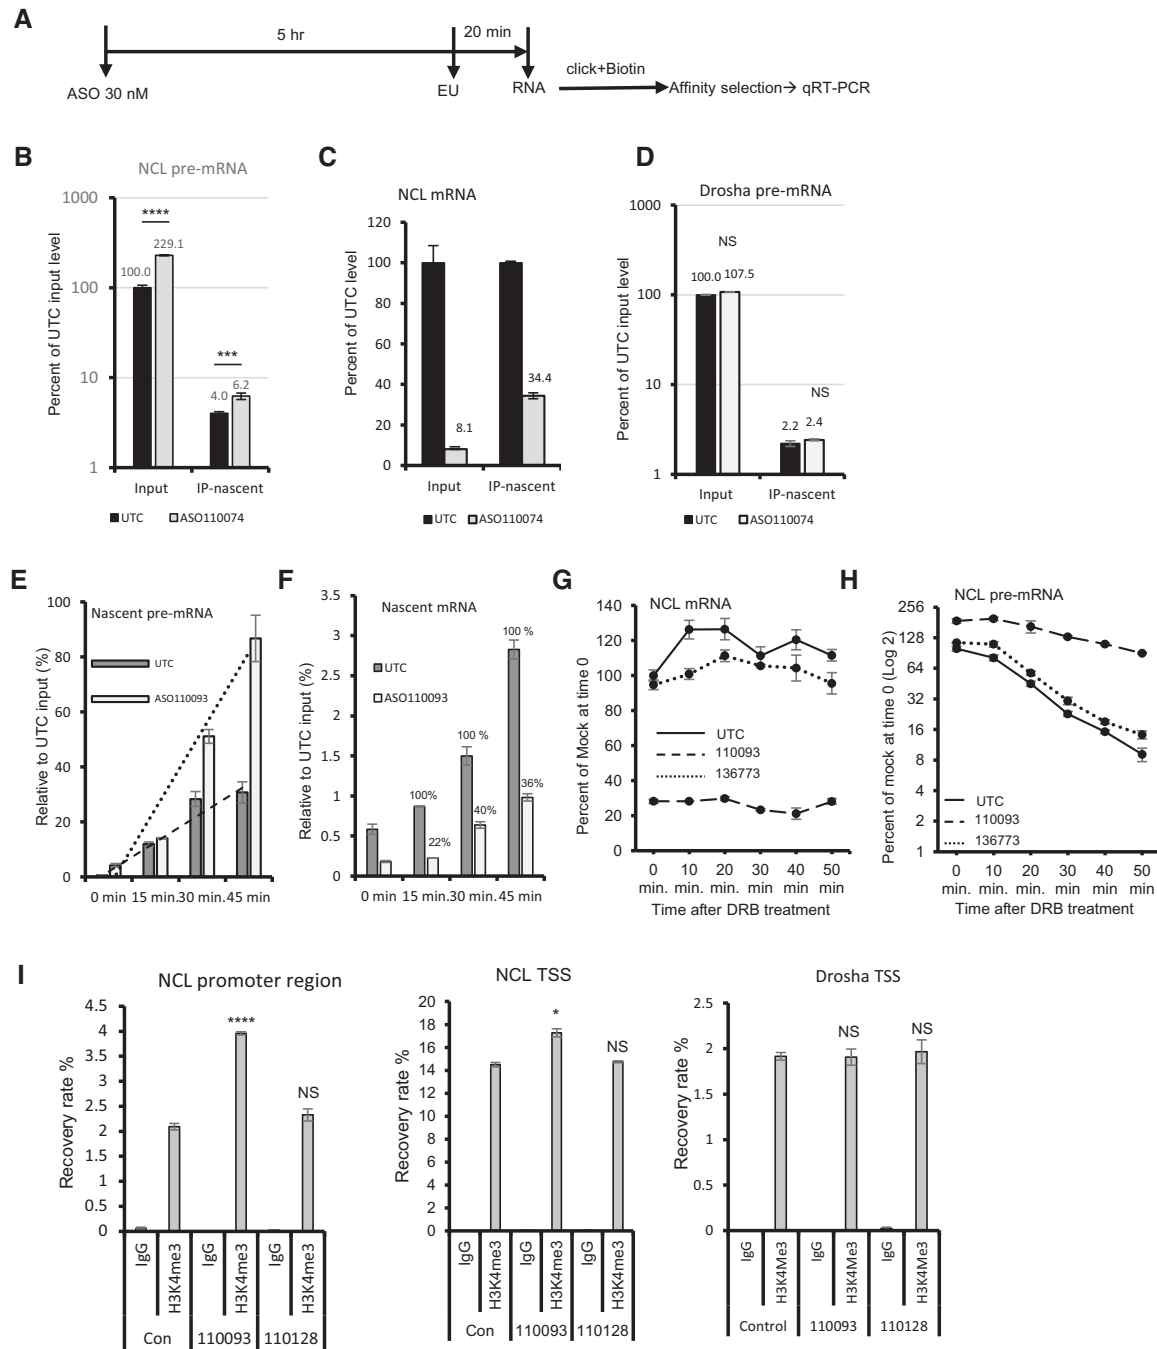 A
5 hr
20 min
ASO 30 nM
EU
RNA
click+Biotin
Affinity selection→ qRT-PCR
B
NCL pre-mRNA
Percent of UTC input level
1000
100
10
1
****
100.0
229.1
***
4.0
6.2
Input
IP-nascent
UTC
ASO110074
C
NCL mRNA
Percent of UTC level
120
100
80
60
40
20
0
8.1
34.4
Input
IP-nascent
UTC
ASO110074
D
Drosha pre-mRNA
Percent of UTC input level
1000
100
10
1
NS
100.0
107.5
NS
2.2
2.4
Input
IP-nascent
UTC
ASO110074
E
Nascent pre-mRNA
Relative to UTC input (%)
100
80
60
40
20
0
UTC
ASO110093
0 min
15 min.
30 min.
45 min
F
Nascent mRNA
Relative to UTC input (%)
3.5
3
2.5
2
1.5
1
0.5
0
UTC
ASO110093
100%
22%
100 %
40%
100 %
36%
0 min
15 min.
30 min.
45 min
G
NCL mRNA
Percent of Mock at time 0
140
120
100
80
60
40
20
0
UTC
110093
136773
0 min.
10 min.
20 min.
30 min.
40 min.
50 min
Time after DRB treatment
H
NCL pre-mRNA
Percent of mock at time 0 (Log 2)
256
128
64
32
16
8
4
2
1
UTC
110093
136773
0 min.
10 min.
20 min.
30 min.
40 min.
50 min
Time after DRB treatment
I
NCL promoter region
Recovery rate %
4.5
4
3.5
3
2.5
2
1.5
1
0.5
0
****
NS
IgG
H3K4me3
IgG
H3K4me3
IgG
H3K4me3
Con
110093
110128
NCL TSS
Recovery rate %
20
18
16
14
12
10
8
6
4
2
0
*
NS
IgG
H3K4me3
IgG
H3K4me3
IgG
H3K4me3
Con
110093
110128
Drosha TSS
Recovery rate %
2.5
2
1.5
1
0.5
0
NS
NS
IgG
H3K4Me3
IgG
H3K4Me3
IgG
H3K4Me3
Control
110093
110128